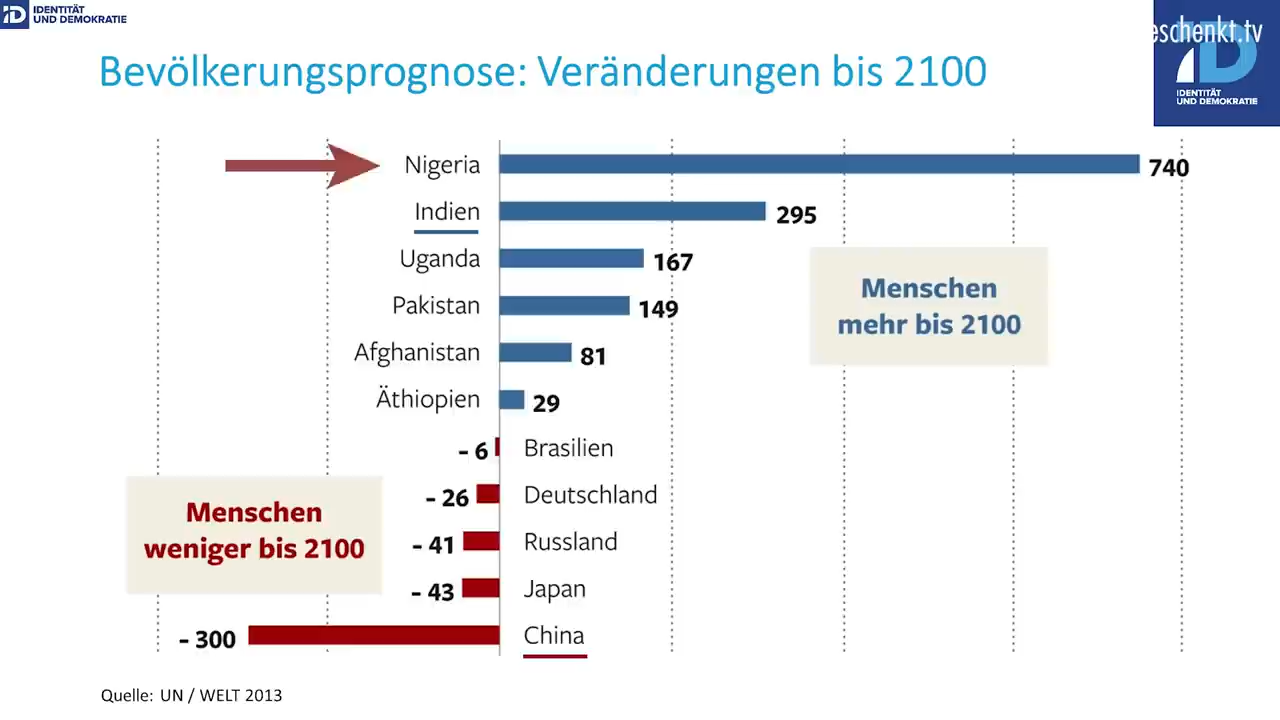 IDENTITÄT
UND DEMOKRATIE
eschenkt.tv
iD
IDENTITÄT
UND DEMOKRATIE
Bevölkerungsprognose: Veränderungen bis 2100
Nigeria 740
Indien 295
Uganda 167
Pakistan 149
Afghanistan 81
Äthiopien 29
Menschen
mehr bis 2100
- 6 Brasilien
- 26 Deutschland
- 41 Russland
- 43 Japan
- 300 China
Menschen
weniger bis 2100
Quelle: UN / WELT 2013